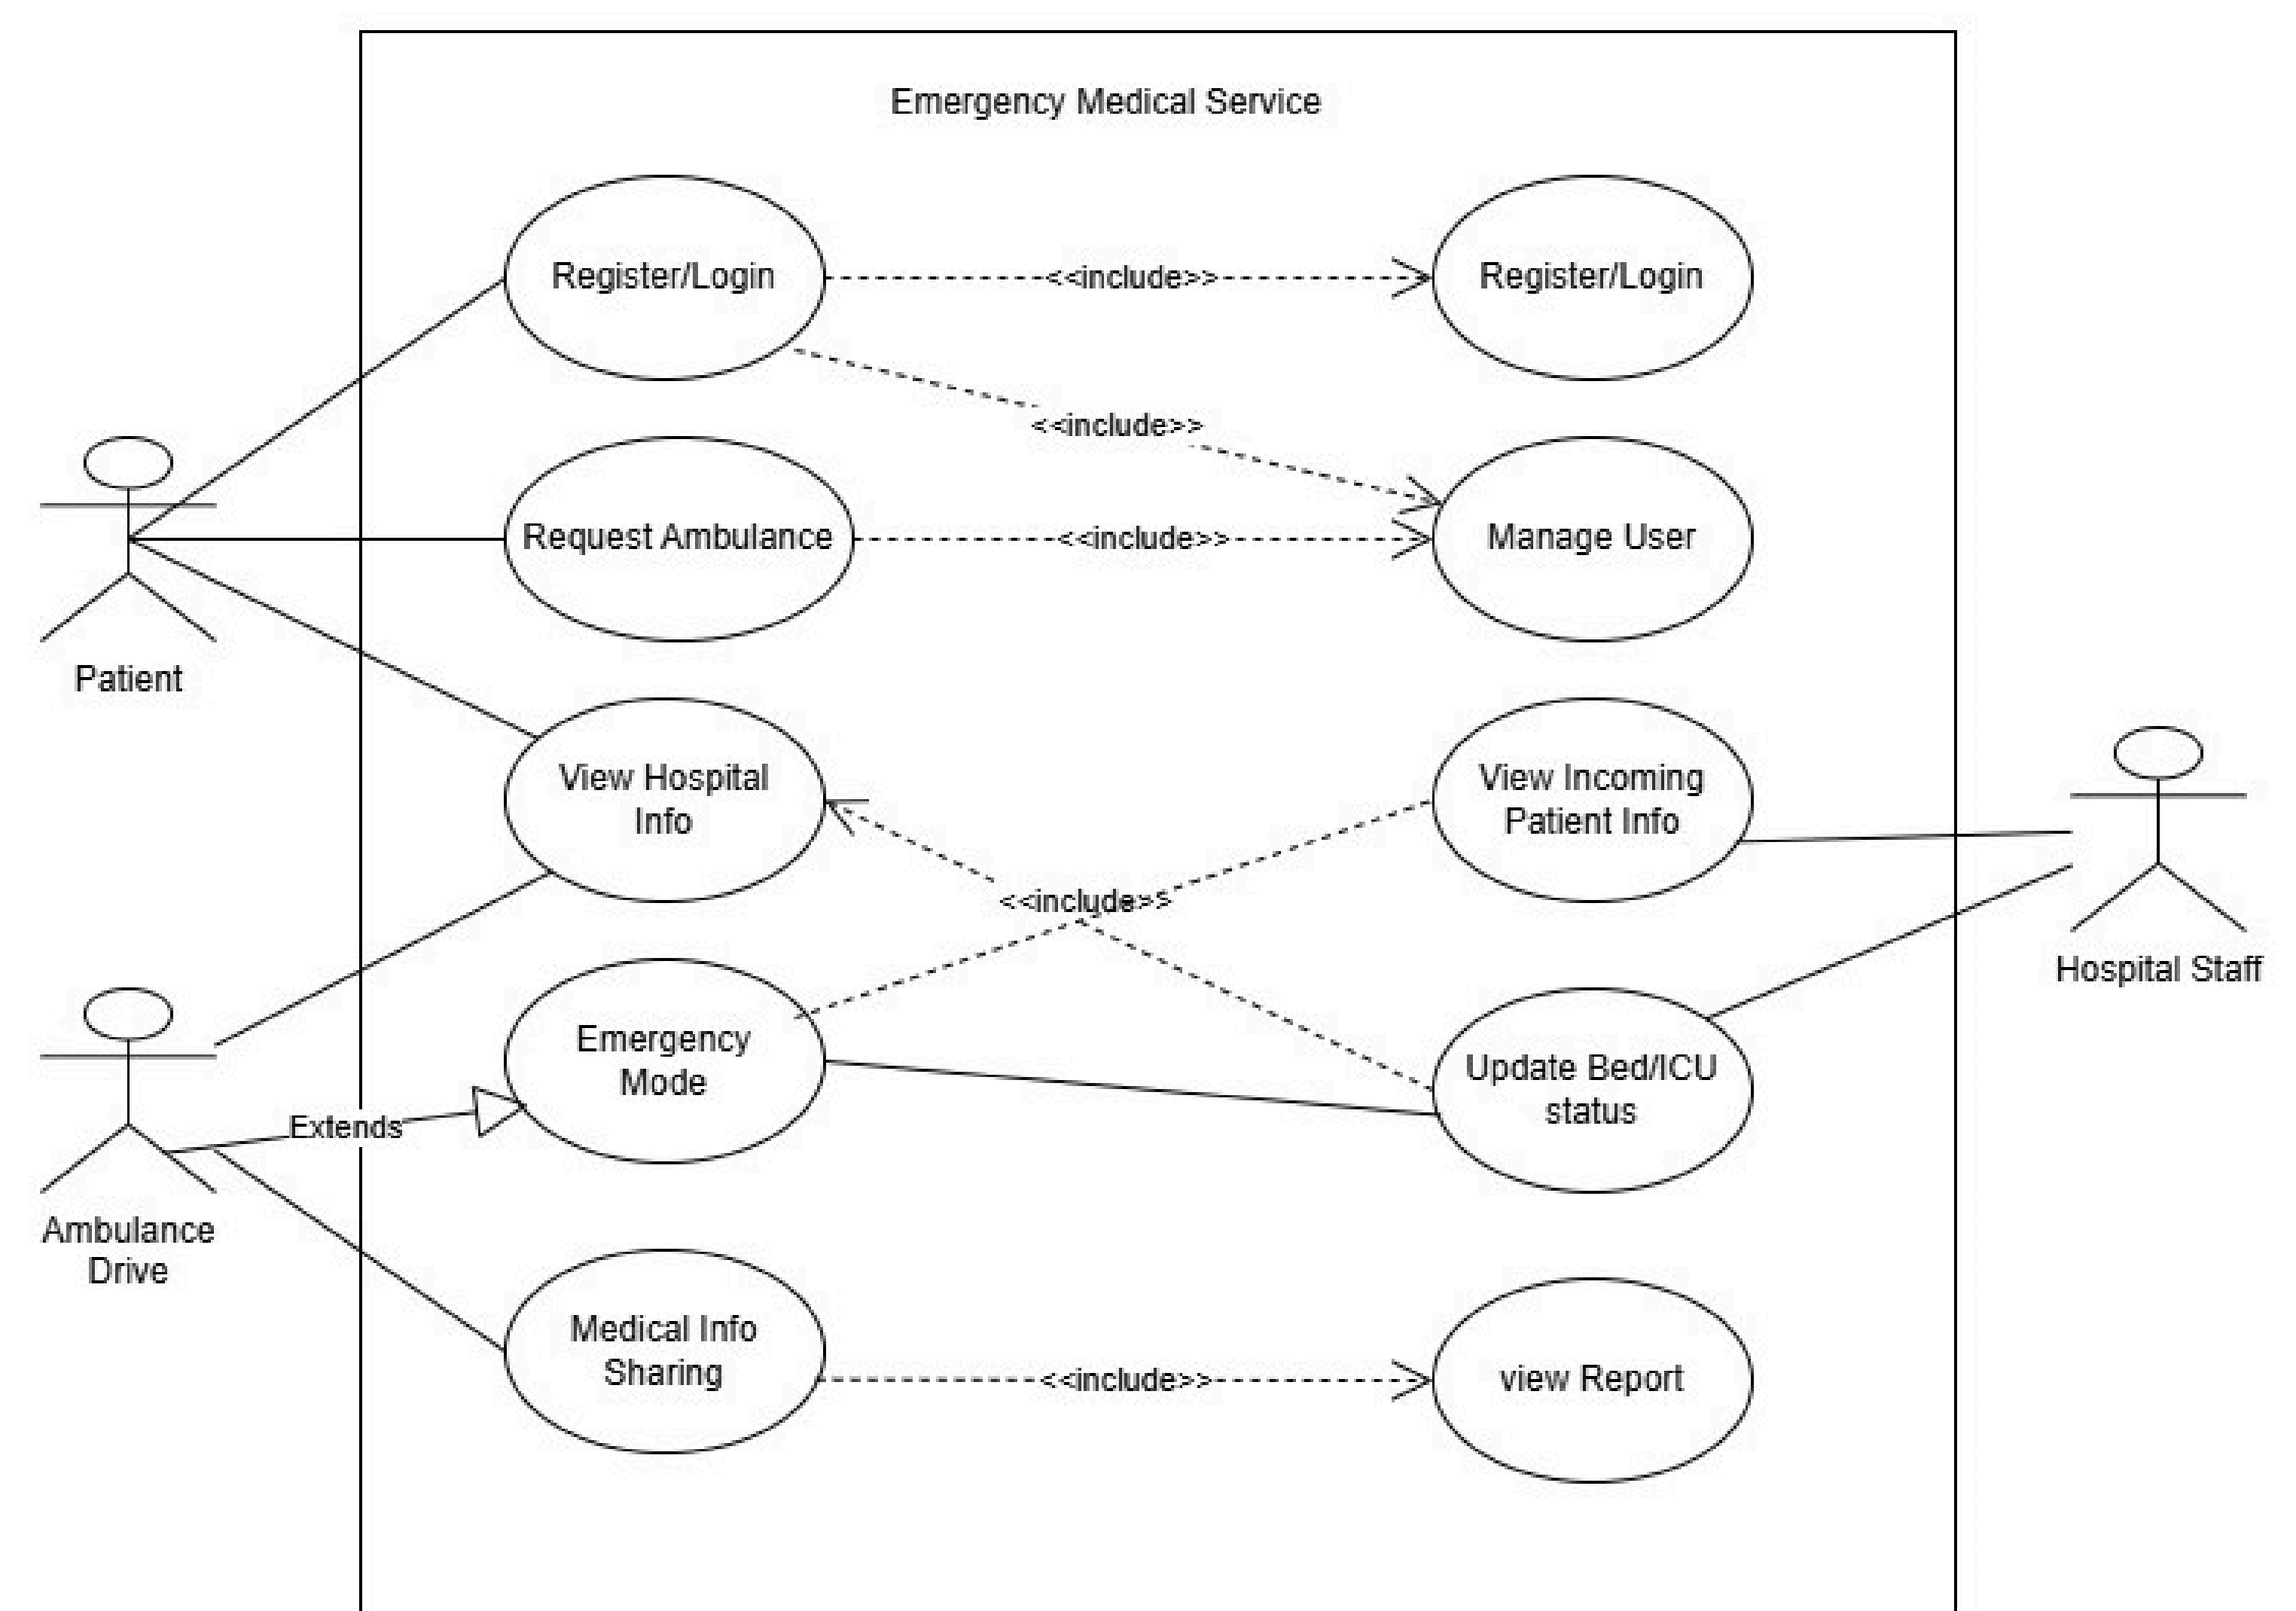 Emergency Medical Service
Register/Login
<<include>>
Register/Login
<<include>>
Request Ambulance
<<include>>
Manage User
Patient
View Hospital
Info
View Incoming
Patient Info
<<include>>
Hospital Staff
Emergency
Mode
Update Bed/ICU
status
Extends
Ambulance
Drive
Medical Info
Sharing
<<include>>
view Report